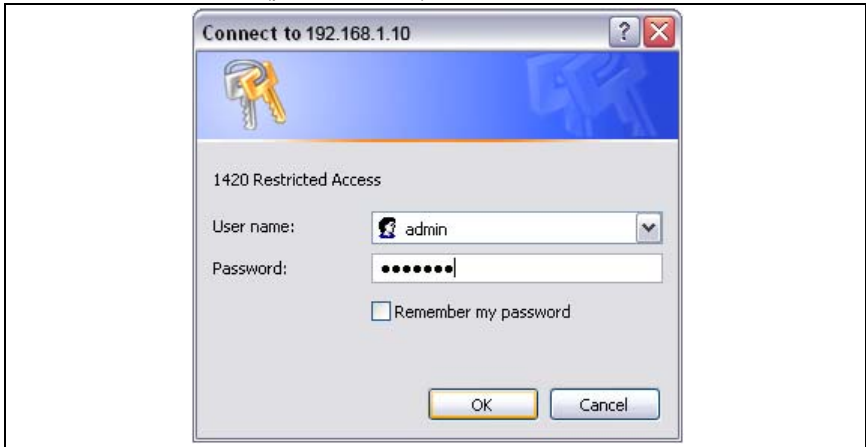 Connect to 192.168.1.10
?
1420 Restricted Access
User name:
admin
Password:
●●●●●●●
Remember my password
OK
Cancel